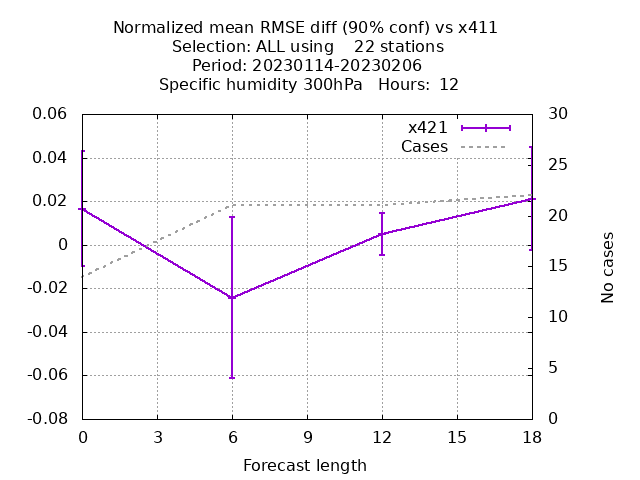 Normalized mean RMSE diff (90% conf) vs x411
Selection: ALL using    22 stations
Period: 20230114-20230206
Specific humidity 300hPa   Hours:  12
x421
Cases
0.06
0.04
0.02
0
-0.02
-0.04
-0.06
-0.08
30
25
20
15
10
5
0
No cases
0 3 6 9 12 15 18
Forecast length